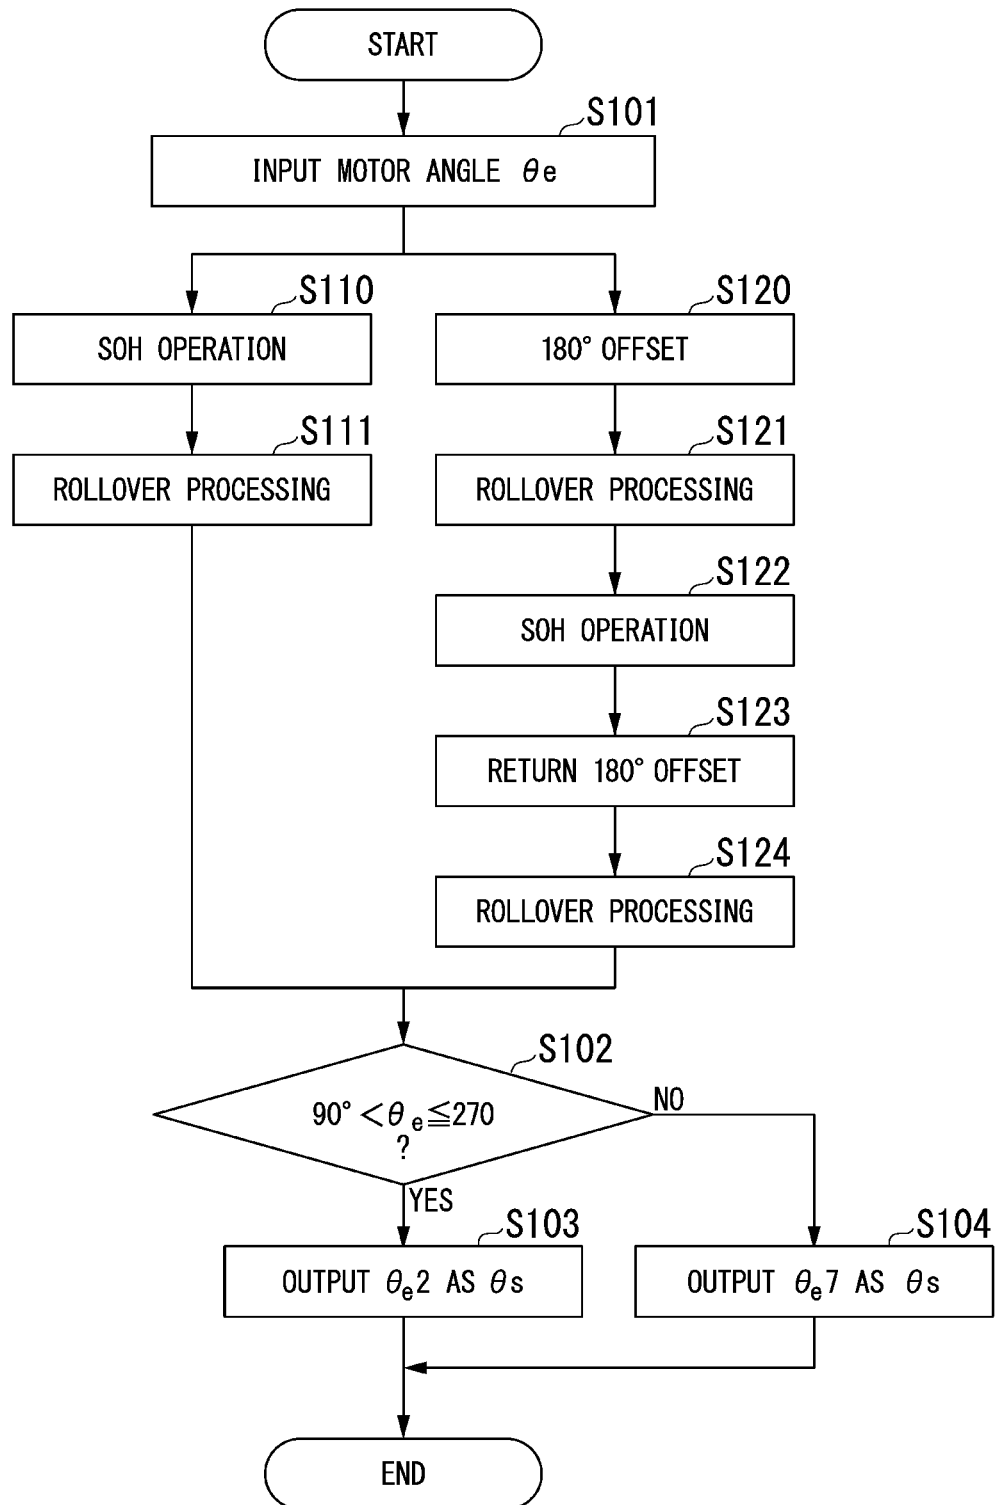 START
S101
INPUT MOTOR ANGLE θe
S110
SOH OPERATION
S120
180° OFFSET
S111
ROLLOVER PROCESSING
S121
ROLLOVER PROCESSING
S122
SOH OPERATION
S123
RETURN 180° OFFSET
S124
ROLLOVER PROCESSING
S102
90° <θe≦270
?
NO
YES
S103
OUTPUT θe2 AS θs
S104
OUTPUT θe7 AS θs
END